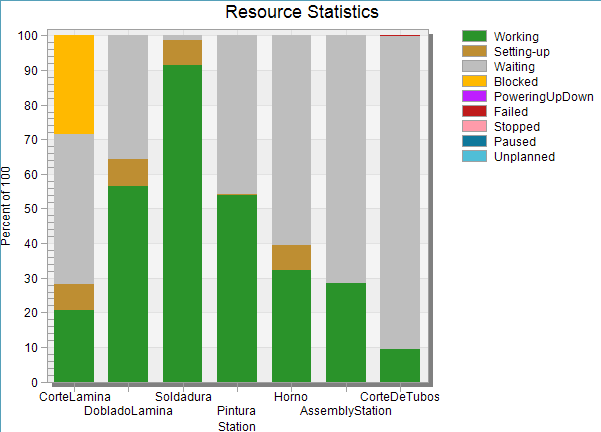 Resource Statistics
Percent of 100
100
90
80
70
60
50
40
30
20
10
0
CorteLamina
DobladoLamina
Soldadura
Pintura
Station
Horno
AssemblyStation
CorteDeTubos
Working
Setting-up
Waiting
Blocked
PoweringUpDown
Failed
Stopped
Paused
Unplanned